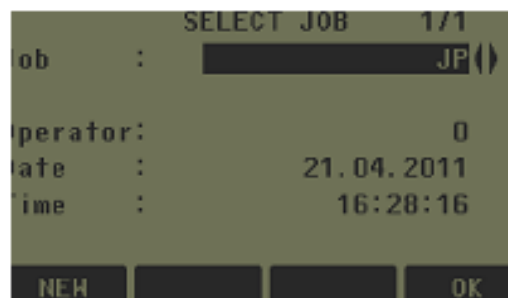 SELECT JOB 1/1
ob : JP
perator: 0
ate : 21.04.2011
ime : 16:28:16
NEW OK